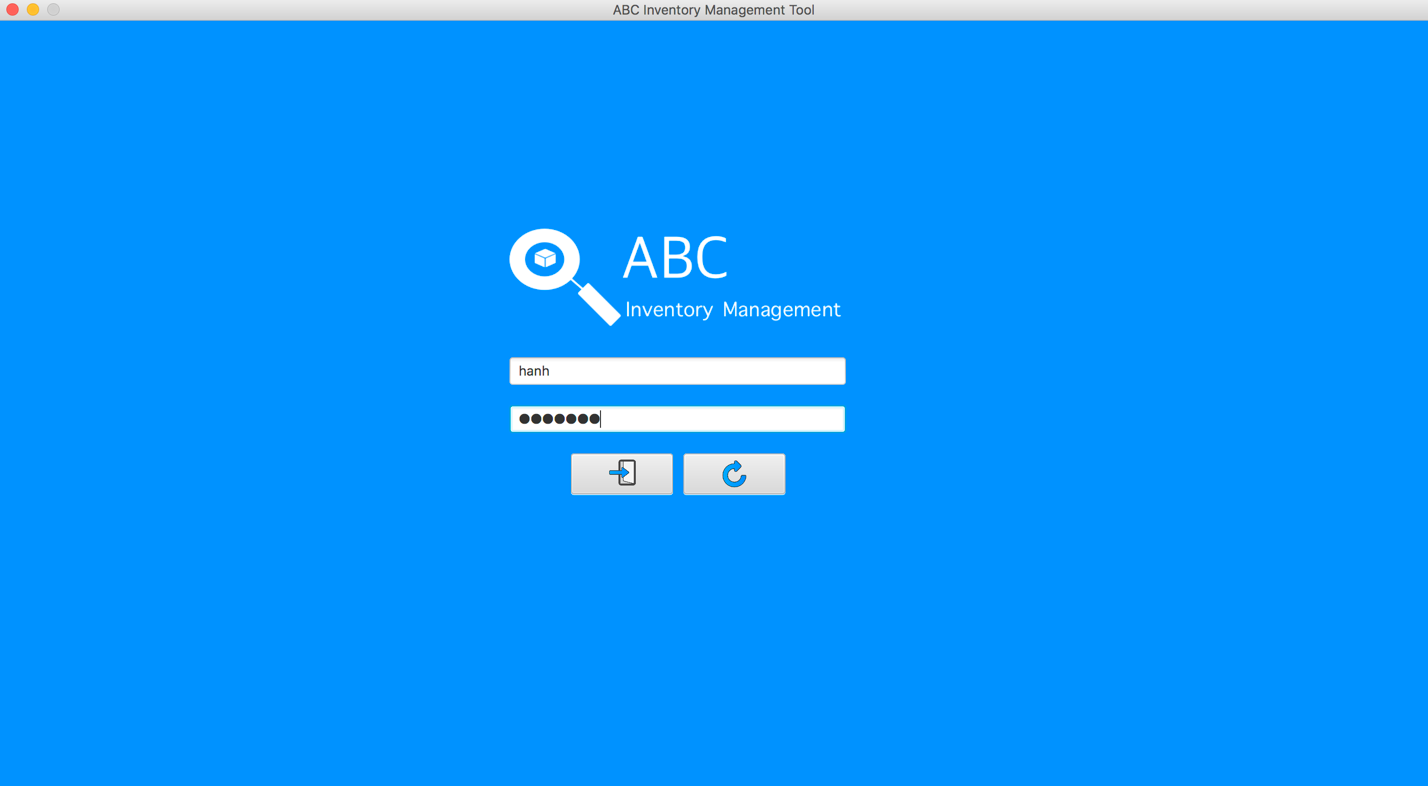 ABC Inventory Management Tool
ABC
Inventory Management
hanh
●●●●●●●